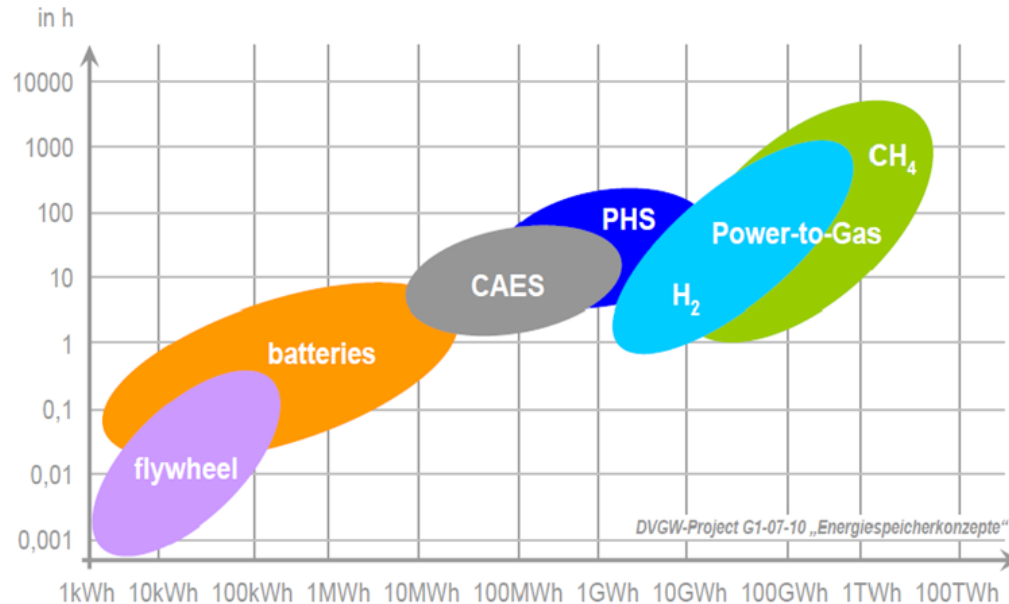 in h
10000
1000
100
10
1
0,1
0,01
0,001
CH₄
PHS
Power-to-Gas
CAES
H₂
batteries
flywheel
DVGW-Project G1-07-10 „Energiespeicherkonzepte“
1kWh 10kWh 100kWh 1MWh 10MWh 100MWh 1GWh 10GWh 100GWh 1TWh 100TWh